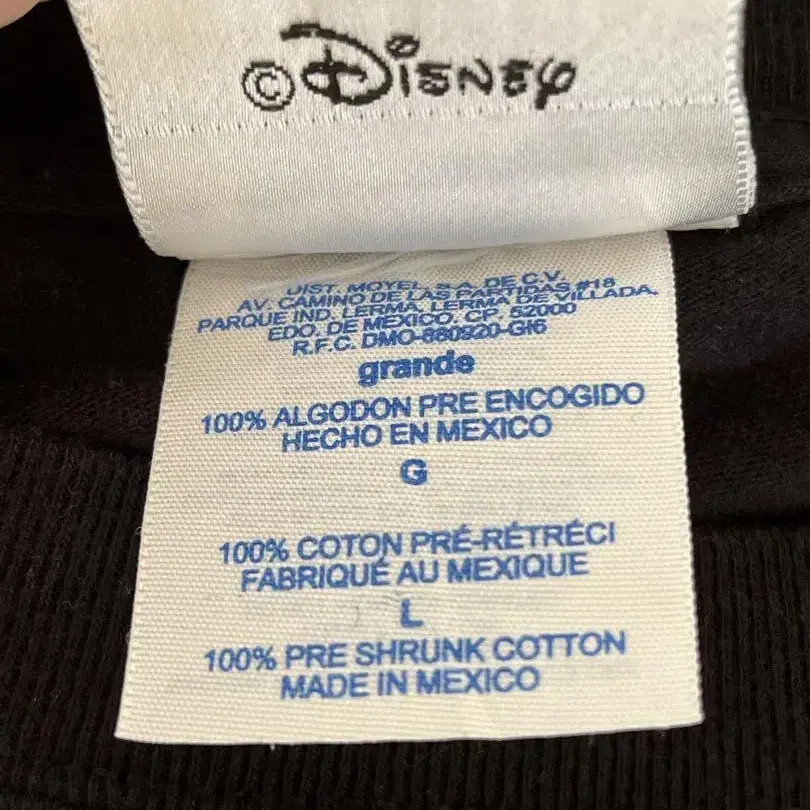 ©Disney
DIST. MOYEL, S.A. DE C.V.
AV. CAMINO DE LAS PARTIDAS #18
PARQUE IND. LERMA, LERMA DE VILLADA,
EDO. DE MEXICO. CP. 52000
R.F.C. DMO-880920-GI6
grande
100% ALGODON PRE ENCOGIDO
HECHO EN MEXICO
G
100% COTON PRÉ-RÉTRÉCI
FABRIQUÉ AU MEXIQUE
L
100% PRE SHRUNK COTTON
MADE IN MEXICO